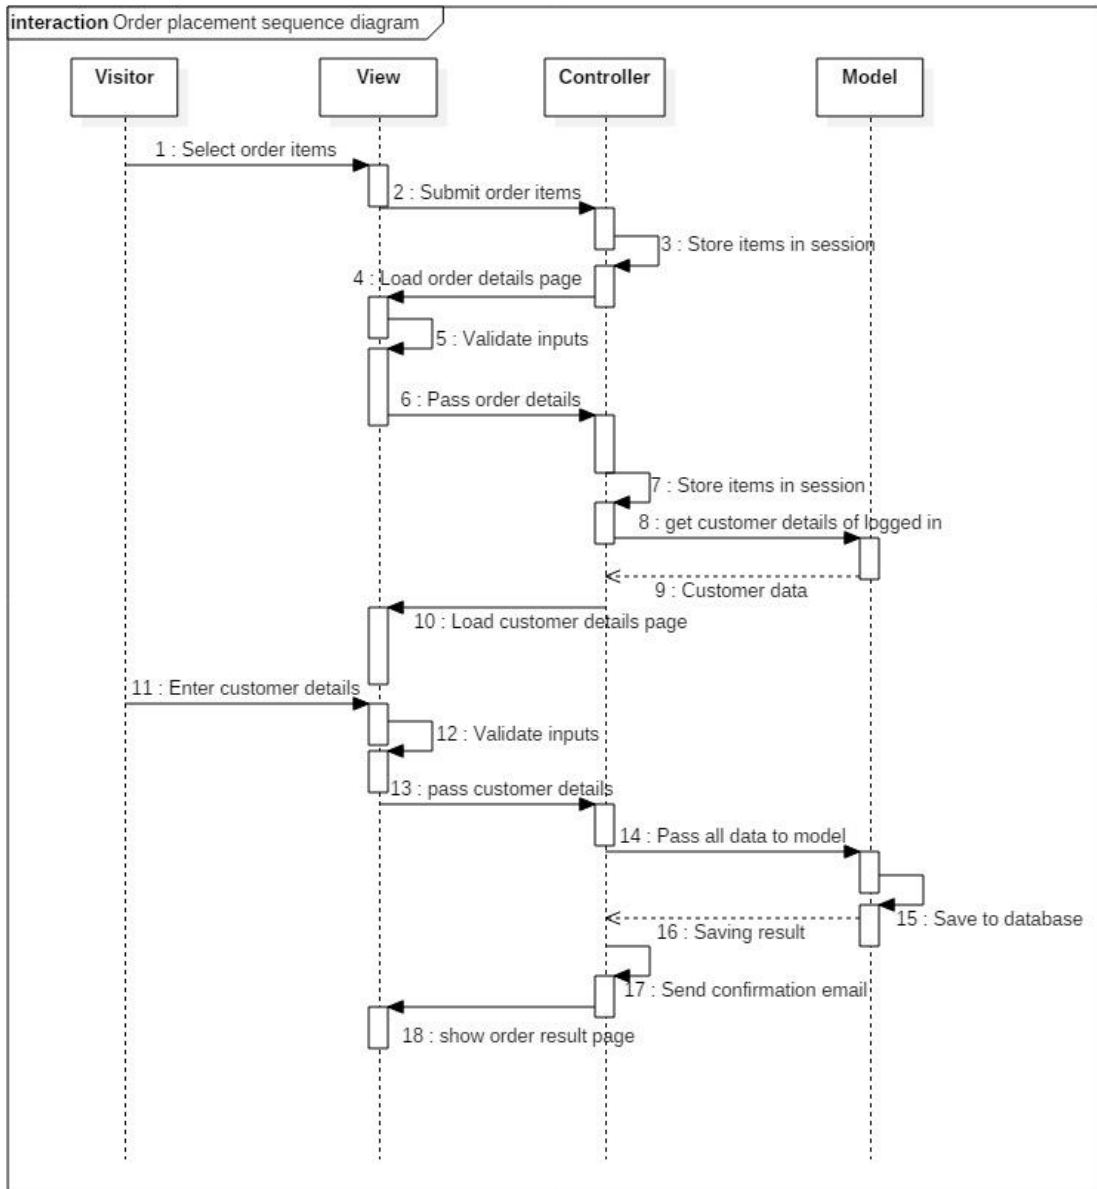 interaction Order placement sequence diagram
Visitor
View
Controller
Model
1 : Select order items
2 : Submit order items
3 : Store items in session
4 : Load order details page
5 : Validate inputs
6 : Pass order details
7 : Store items in session
8 : get customer details of logged in
9 : Customer data
10 : Load customer details page
11 : Enter customer details
12 : Validate inputs
13 : pass customer details
14 : Pass all data to model
15 : Save to database
16 : Saving result
17 : Send confirmation email
18 : show order result page